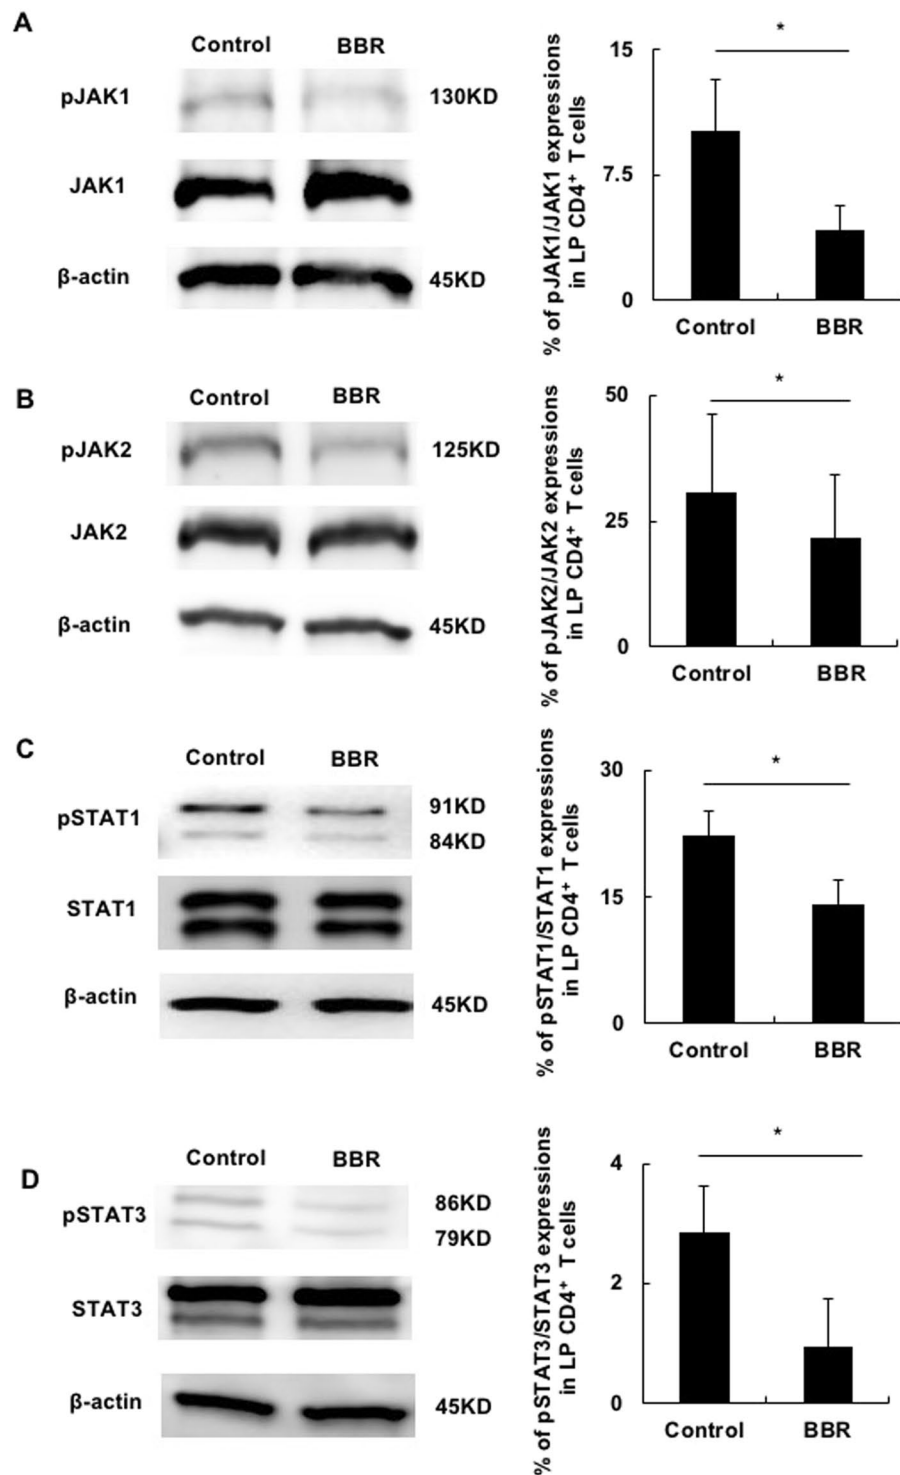 A
Control BBR
pJAK1 130KD
JAK1
β-actin 45KD
% of pJAK1/JAK1 expressions
in LP CD4⁺ T cells
*
15
7.5
0
Control BBR
B
Control BBR
pJAK2 125KD
JAK2
β-actin 45KD
% of pJAK2/JAK2 expressions
in LP CD4⁺ T cells
*
50
25
0
Control BBR
C
Control BBR
pSTAT1 91KD
84KD
STAT1
β-actin 45KD
% of pSTAT1/STAT1 expressions
in LP CD4⁺ T cells
*
30
15
0
Control BBR
D
Control BBR
pSTAT3 86KD
79KD
STAT3
β-actin 45KD
% of pSTAT3/STAT3 expressions
in LP CD4⁺ T cells
*
4
2
0
Control BBR